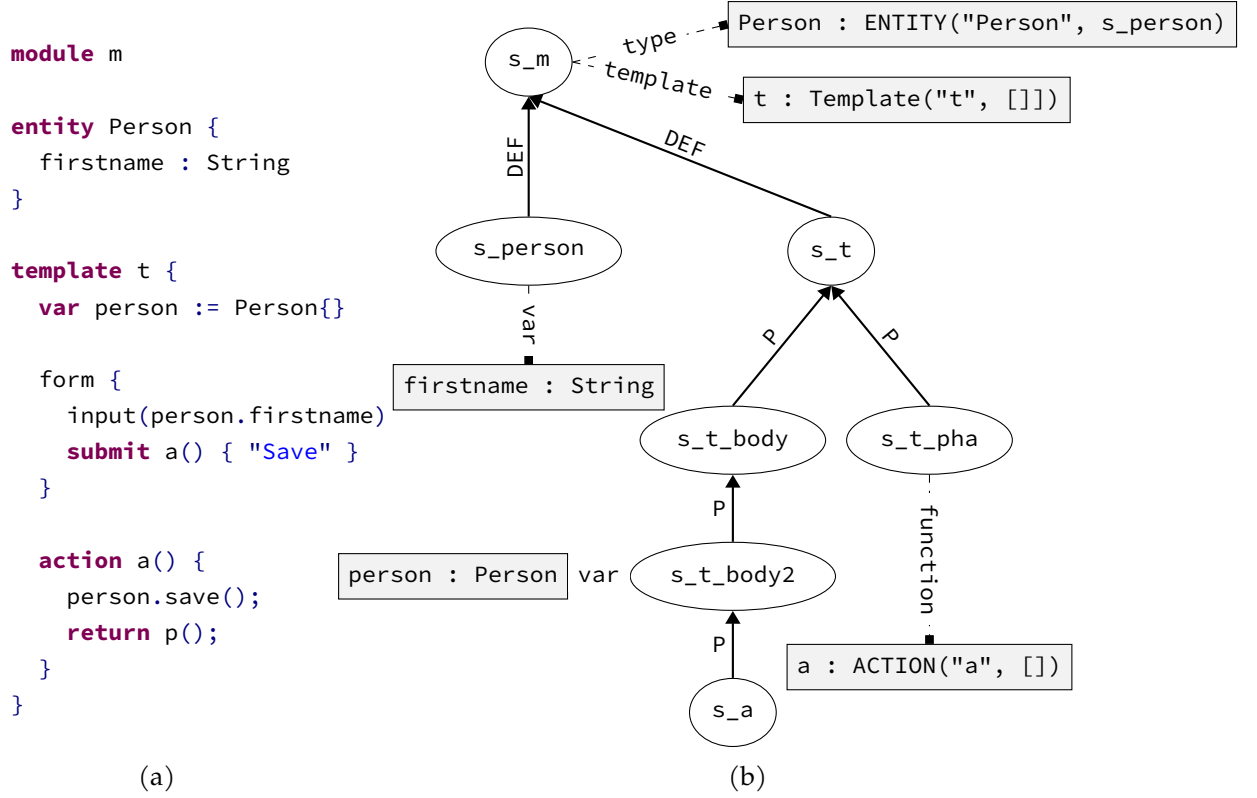 module m
entity Person {
firstname : String
}
template t {
var person := Person{}
form {
input(person.firstname)
submit a() { "Save" }
}
action a() {
person.save();
return p();
}
}
(a)
s_m
type
Person : ENTITY("Person", s_person)
template
t : Template("t", []])
DEF
DEF
s_person
s_t
var
firstname : String
P
P
s_t_body
s_t_pha
P
function
person : Person
var
s_t_body2
P
a : ACTION("a", [])
s_a
(b)